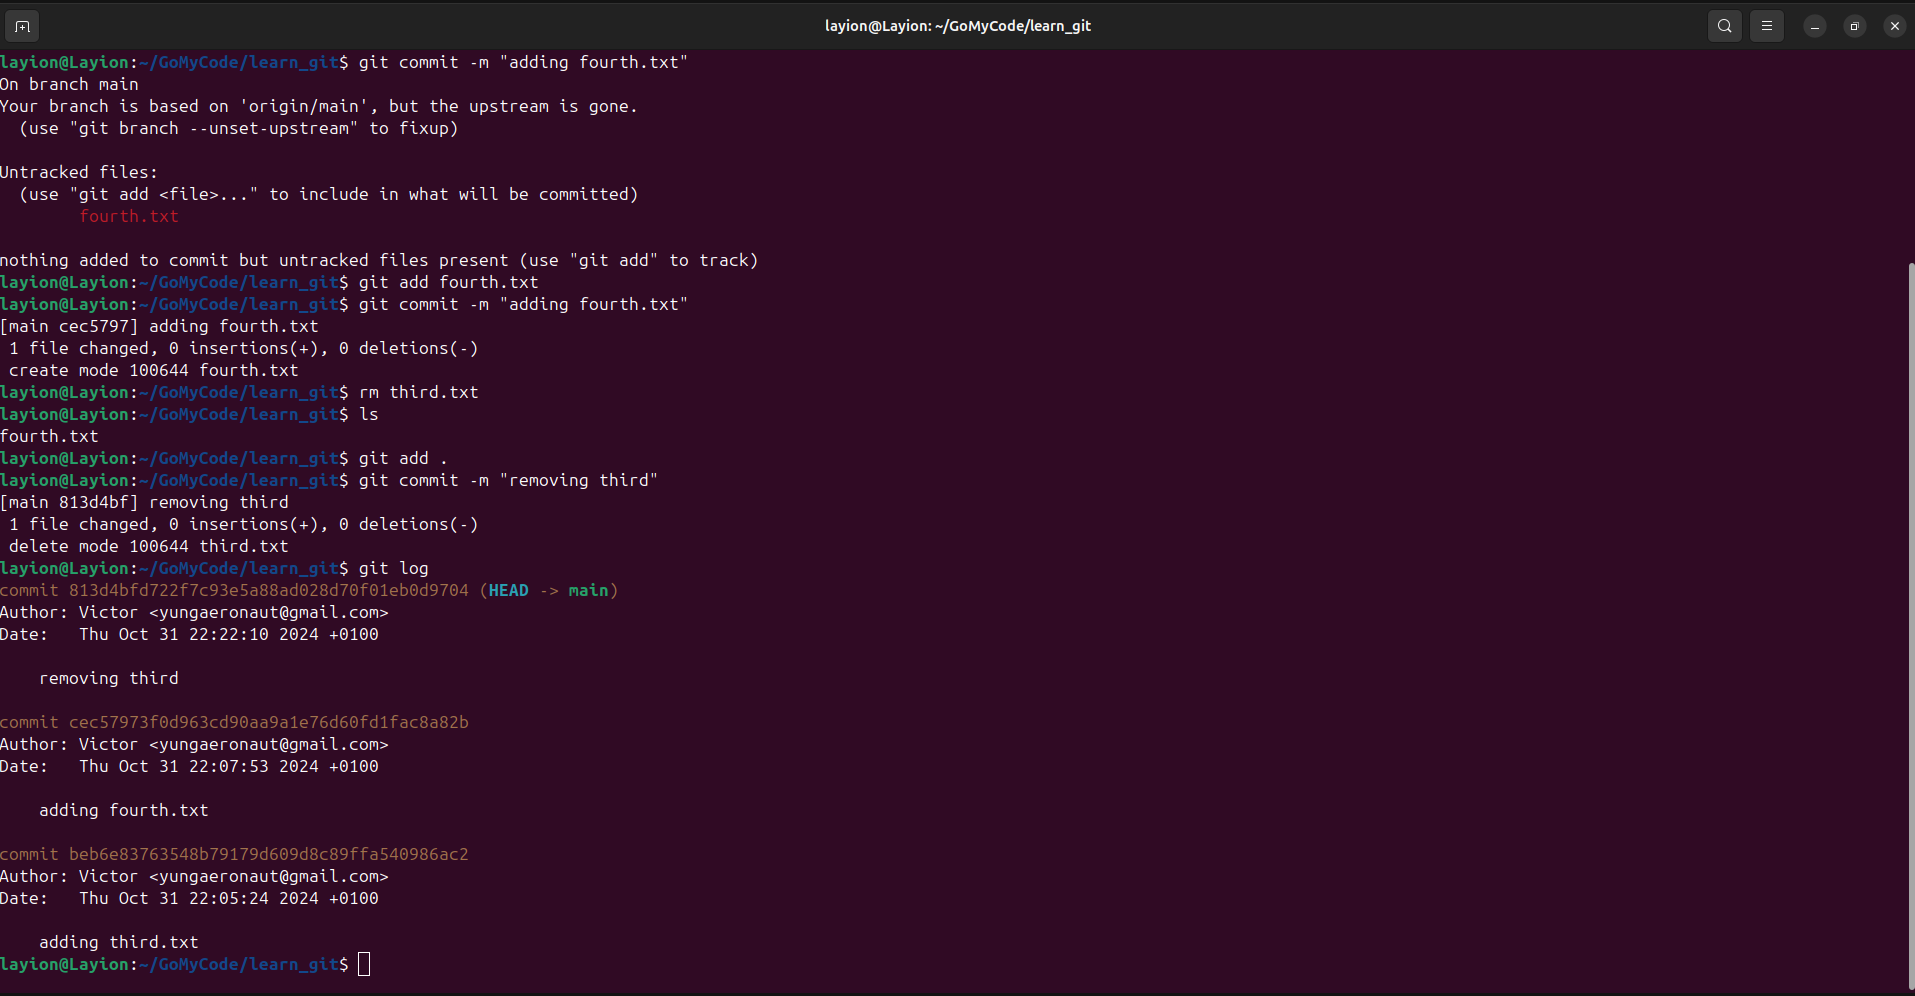 layion@Layion: ~/GoMyCode/learn_git
layion@Layion:~/GoMyCode/learn_git$ git commit -m "adding fourth.txt"
On branch main
Your branch is based on 'origin/main', but the upstream is gone.
  (use "git branch --unset-upstream" to fixup)

Untracked files:
  (use "git add <file>..." to include in what will be committed)
        fourth.txt

nothing added to commit but untracked files present (use "git add" to track)
layion@Layion:~/GoMyCode/learn_git$ git add fourth.txt
layion@Layion:~/GoMyCode/learn_git$ git commit -m "adding fourth.txt"
[main cec5797] adding fourth.txt
 1 file changed, 0 insertions(+), 0 deletions(-)
 create mode 100644 fourth.txt
layion@Layion:~/GoMyCode/learn_git$ rm third.txt
layion@Layion:~/GoMyCode/learn_git$ ls
fourth.txt
layion@Layion:~/GoMyCode/learn_git$ git add .
layion@Layion:~/GoMyCode/learn_git$ git commit -m "removing third"
[main 813d4bf] removing third
 1 file changed, 0 insertions(+), 0 deletions(-)
 delete mode 100644 third.txt
layion@Layion:~/GoMyCode/learn_git$ git log
commit 813d4bfd722f7c93e5a88ad028d70f01eb0d9704 (HEAD -> main)
Author: Victor <yungaeronaut@gmail.com>
Date:   Thu Oct 31 22:22:10 2024 +0100

    removing third

commit cec57973f0d963cd90aa9a1e76d60fd1fac8a82b
Author: Victor <yungaeronaut@gmail.com>
Date:   Thu Oct 31 22:07:53 2024 +0100

    adding fourth.txt

commit beb6e83763548b79179d609d8c89ffa540986ac2
Author: Victor <yungaeronaut@gmail.com>
Date:   Thu Oct 31 22:05:24 2024 +0100

    adding third.txt
layion@Layion:~/GoMyCode/learn_git$